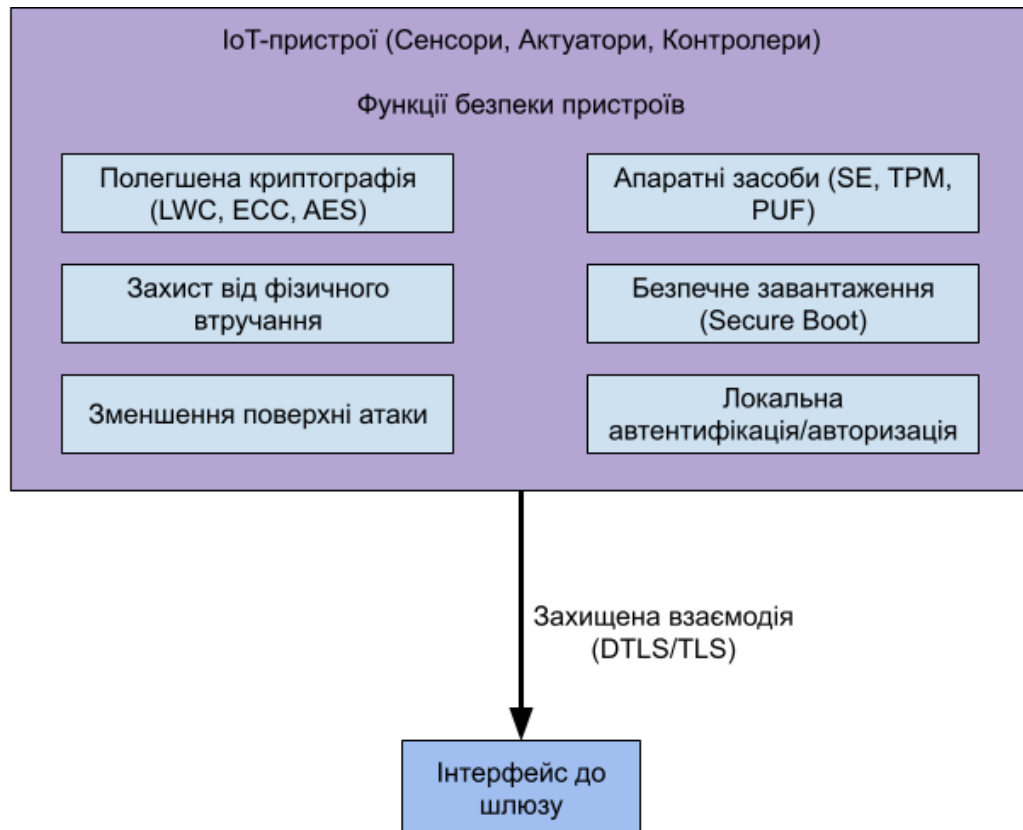 IoT-пристрої (Сенсори, Актуатори, Контролери)
Функції безпеки пристроїв
Полегшена криптографія
(LWC, ECC, AES)
Апаратні засоби (SE, TPM,
PUF)
Захист від фізичного
втручання
Безпечне завантаження
(Secure Boot)
Зменшення поверхні атаки
Локальна
автентифікація/авторизація
Захищена взаємодія
(DTLS/TLS)
Інтерфейс до
шлюзу